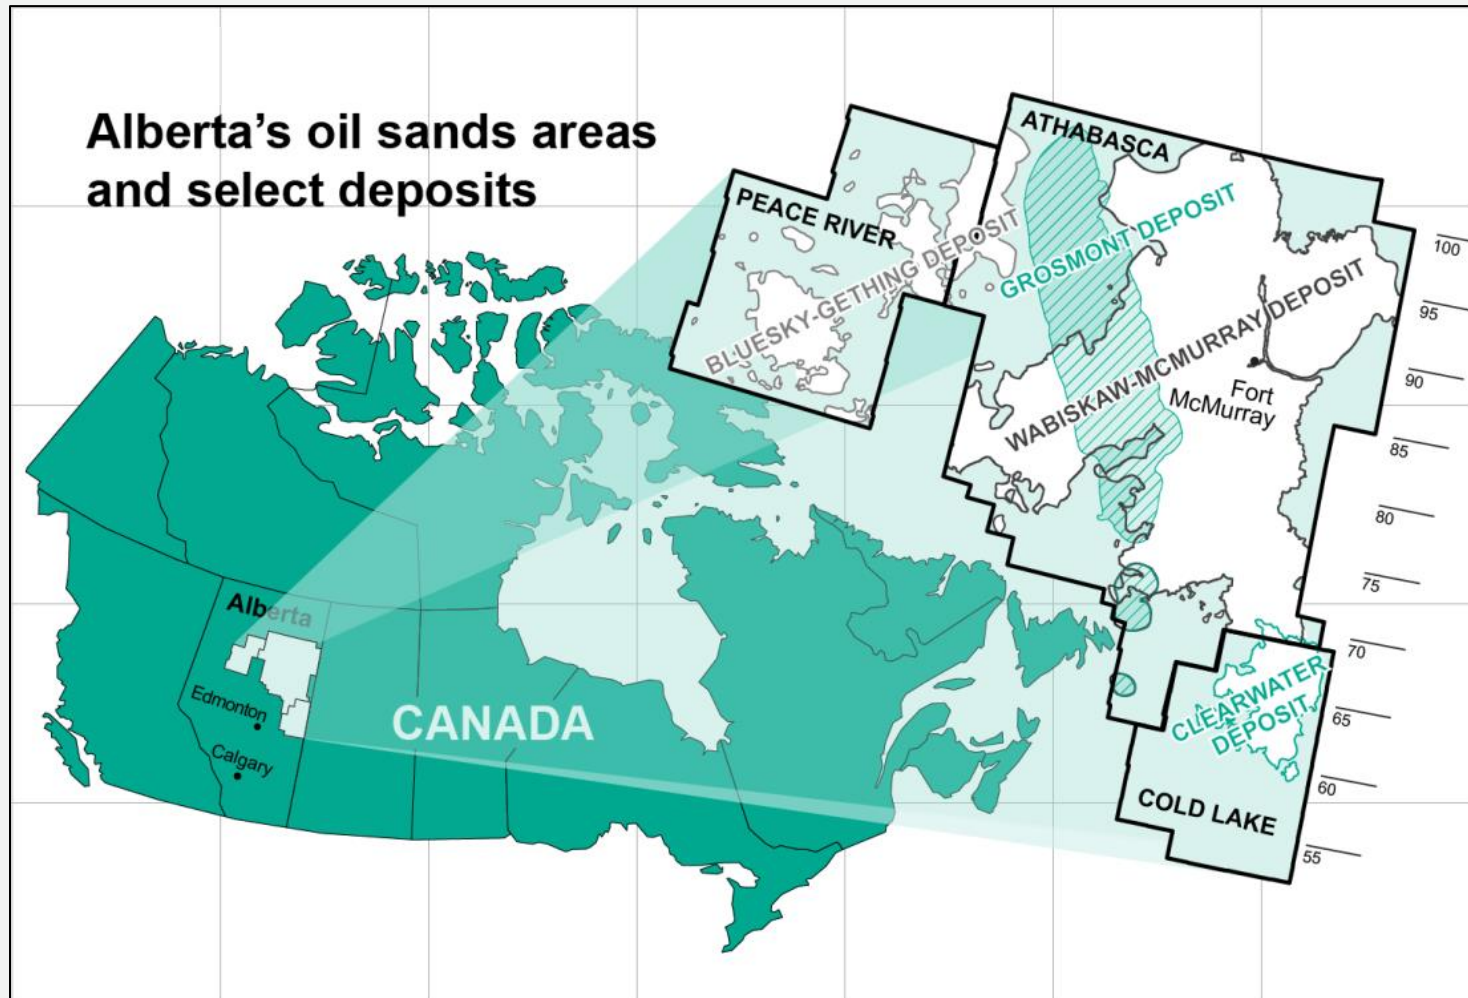 Alberta's oil sands areas
and select deposits
ATHABASCA
PEACE RIVER
BLUESKY-GETHING DEPOSIT
GROSMONT DEPOSIT
WABISKAW-MCMURRAY DEPOSIT
Fort
McMurray
100
95
90
85
80
75
70
65
60
55
CLEARWATER
DEPOSIT
COLD LAKE
Alberta
Edmonton
Calgary
CANADA